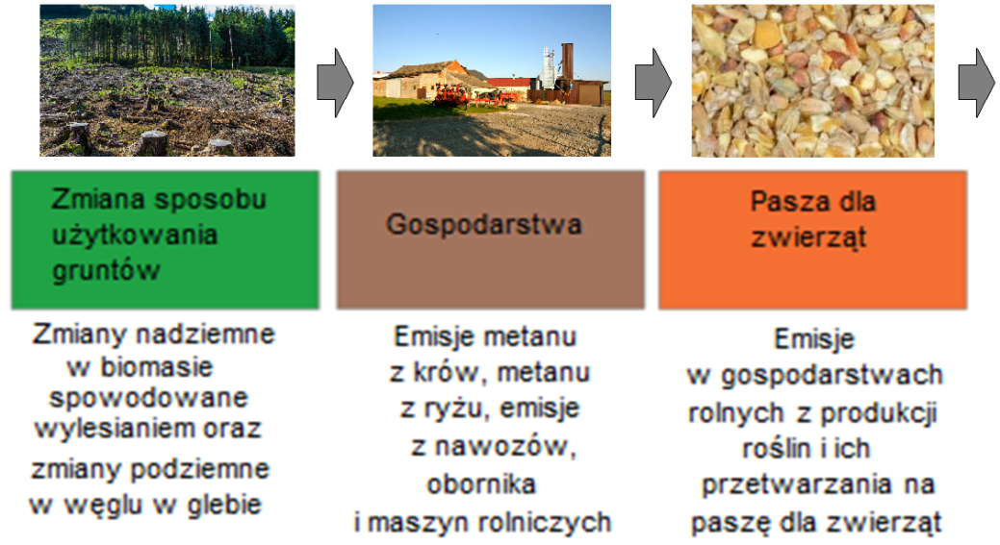 Zmiana sposobu
użytkowania
gruntów
Zmiany nadziemne
w biomasie
spowodowane
wylesianiem oraz
zmiany podziemne
w węglu w glebie
Gospodarstwa
Emisje metanu
z krów, metanu
z ryżu, emisje
z nawozów,
obornika
i maszyn rolniczych
Pasza dla
zwierząt
Emisje
w gospodarstwach
rolnych z produkcji
roślin i ich
przetwarzania na
paszę dla zwierząt